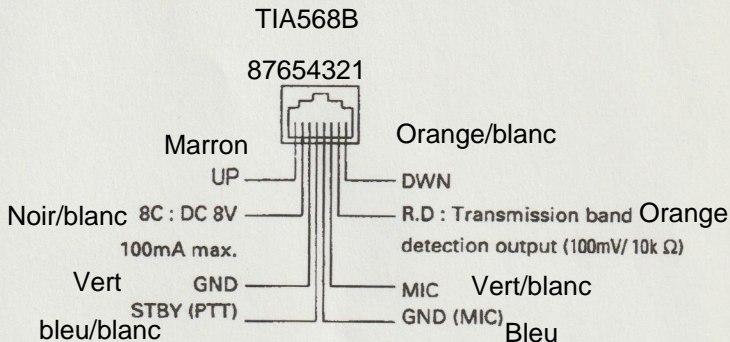 TIA568B
87654321
Marron
Orange/blanc
UP
DWN
Noir/blanc 8C : DC 8V
R.D : Transmission band Orange
100mA max.
detection output (100mV/ 10k Ω)
Vert GND
MIC Vert/blanc
STBY (PTT)
GND (MIC)
bleu/blanc
Bleu